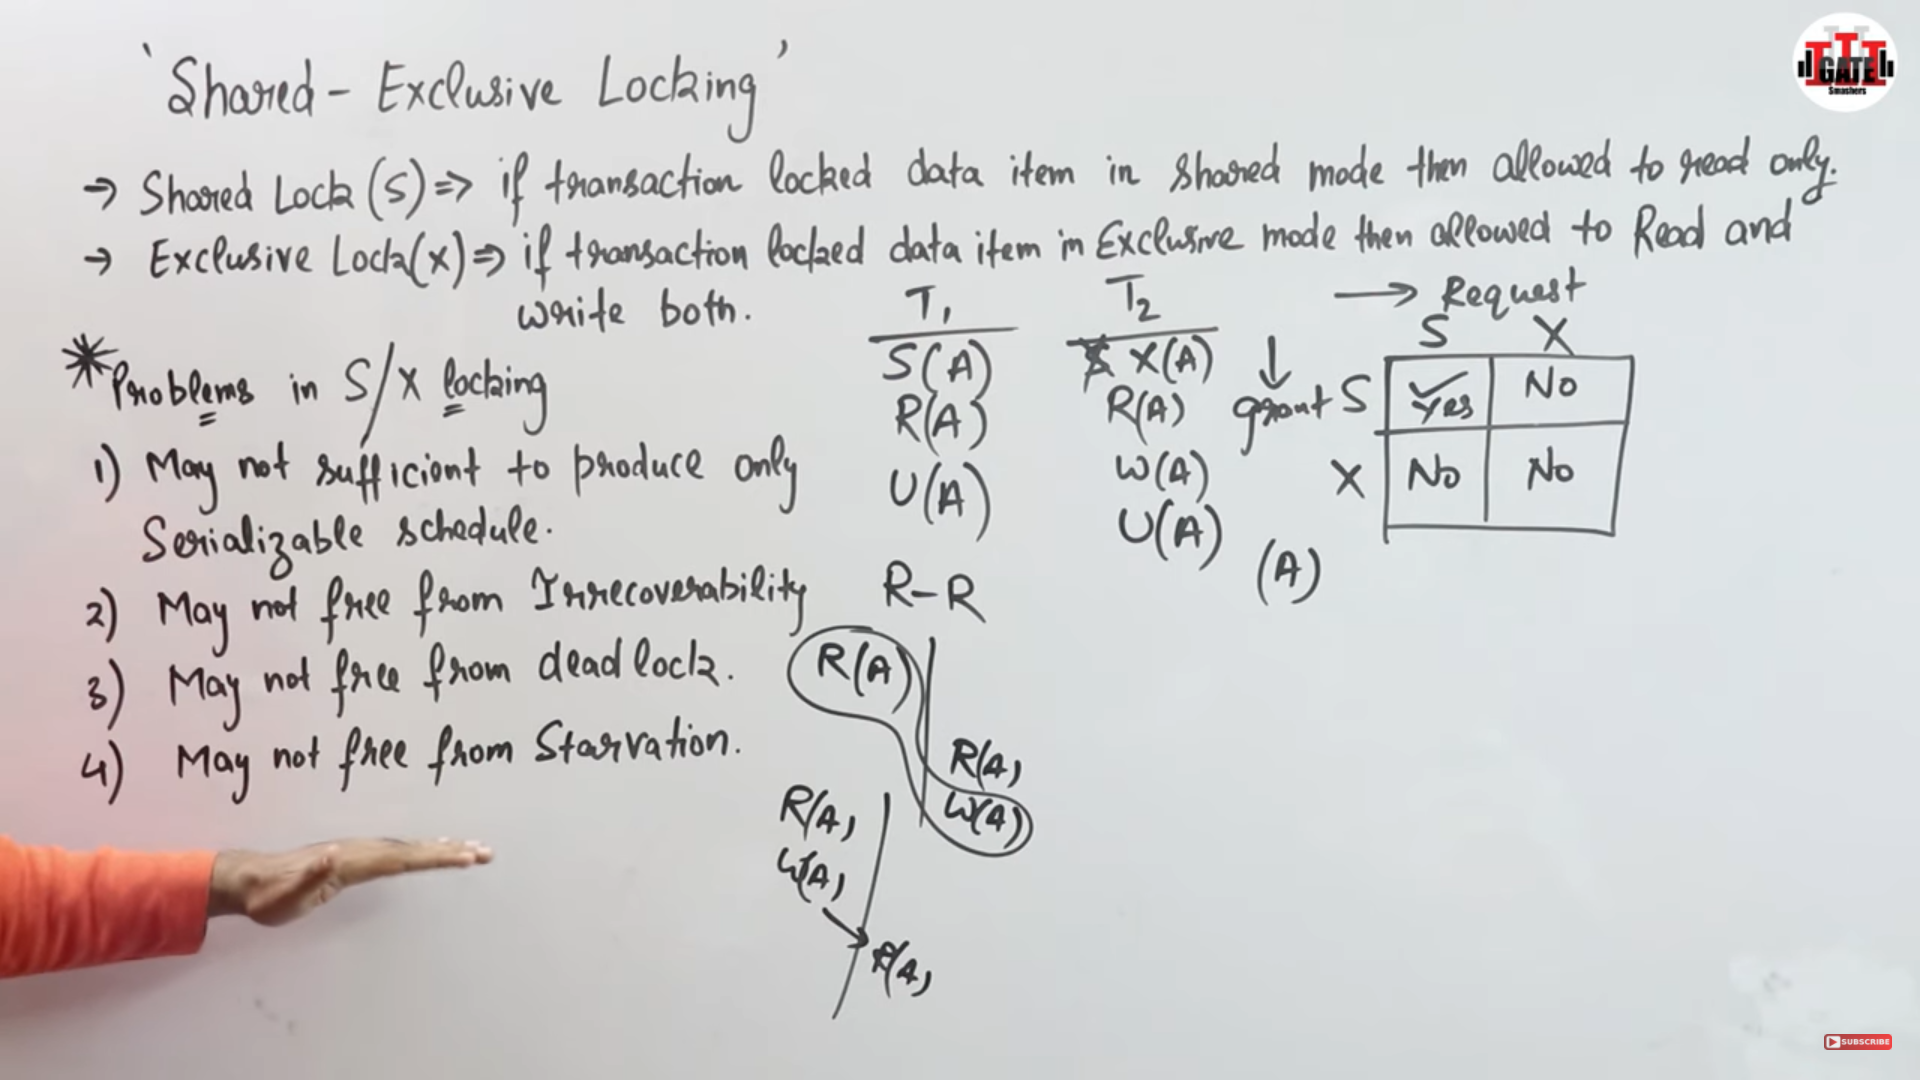 'Shared - Exclusive Locking'
→ Shared Lock (S) => if transaction locked data item in shared mode then allowed to read only.
→ Exclusive Lock(X) => if transaction locked data item in Exclusive mode then allowed to Read and
write both.
* Problems in S/X locking
1) May not sufficient to produce only
Serializable schedule.
2) May not free from Irrecoverability
3) May not free from deadlock.
4) May not free from Starvation.
T1 T2
S(A) X(A)
R(A) R(A)
U(A) W(A)
U(A)
(A)
R-R
R(A)
R(A)
W(A)
R(A)
W(A)
R(A)
→ Request
S X
↓ grant S Yes No
X No No
GATE
Smashers
SUBSCRIBE